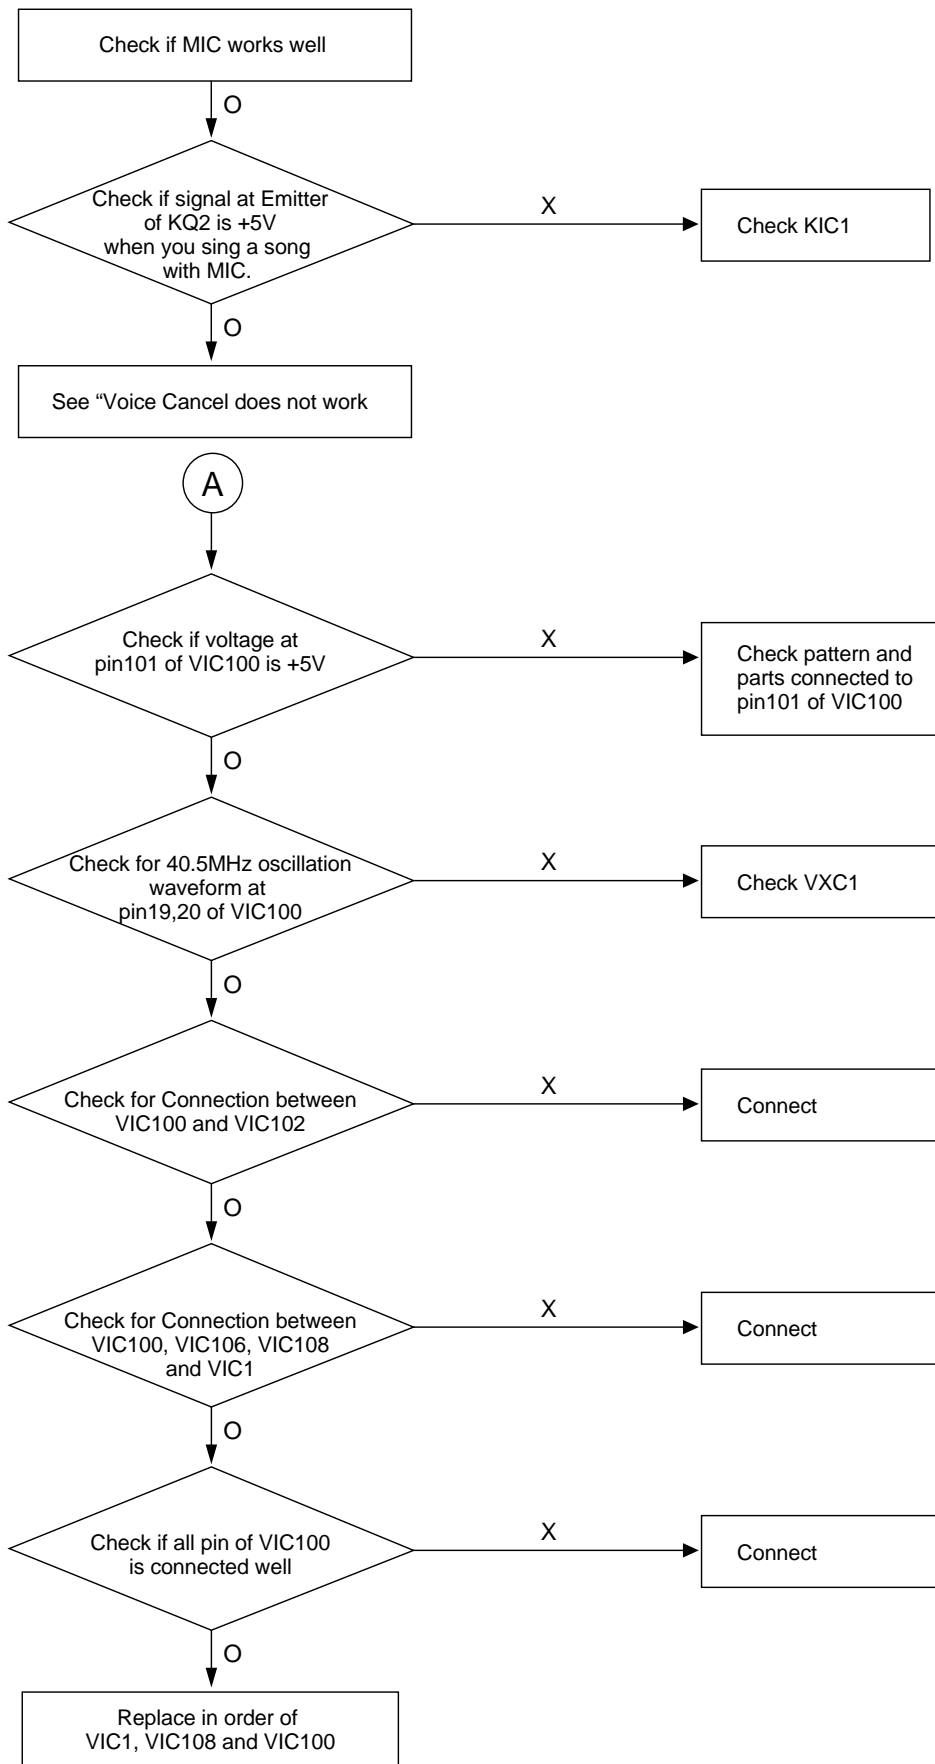 Check if MIC works well
O
Check if signal at Emitter
of KQ2 is +5V
when you sing a song
with MIC.
X
Check KIC1
O
See “Voice Cancel does not work
A
Check if voltage at
pin101 of VIC100 is +5V
X
Check pattern and
parts connected to
pin101 of VIC100
O
Check for 40.5MHz oscillation
waveform at
pin19,20 of VIC100
X
Check VXC1
O
Check for Connection between
VIC100 and VIC102
X
Connect
O
Check for Connection between
VIC100, VIC106, VIC108
and VIC1
X
Connect
O
Check if all pin of VIC100
is connected well
X
Connect
O
Replace in order of
VIC1, VIC108 and VIC100